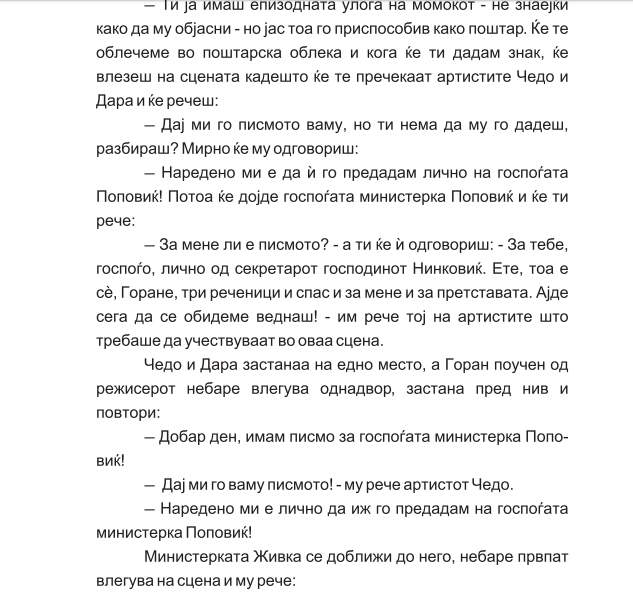 — Ти ја имаш епизодната улога на момокот - не знаејќи
како да му објасни - но јас тоа го приспособив како поштар. Ќе те
облечеме во поштарска облека и кога ќе ти дадам знак, ќе
влезеш на сцената кадешто ќе те пречекаат артистите Чедо и
Дара и ќе речеш:
— Дај ми го писмото ваму, но ти нема да му го дадеш,
разбираш? Мирно ќе му одговориш:
— Наредено ми е да ѝ го предадам лично на госпоѓата
Поповиќ! Потоа ќе дојде госпоѓата министерка Поповиќ и ќе ти
рече:
— За мене ли е писмото? - а ти ќе ѝ одговориш: - За тебе,
госпоѓо, лично од секретарот господинот Нинковиќ. Ете, тоа е
сѐ, Горане, три реченици и спас и за мене и за претставата. Ајде
сега да се обидеме веднаш! - им рече тој на артистите што
требаше да учествуваат во оваа сцена.
Чедо и Дара застанаа на едно место, а Горан поучен од
режисерот небаре влегува однадвор, застана пред нив и
повтори:
— Добар ден, имам писмо за госпоѓата министерка Попо-
виќ!
— Дај ми го ваму писмото! - му рече артистот Чедо.
— Наредено ми е лично да иж го предадам на госпоѓата
министерка Поповиќ!
Министерката Живка се доближи до него, небаре првпат
влегува на сцена и му рече: